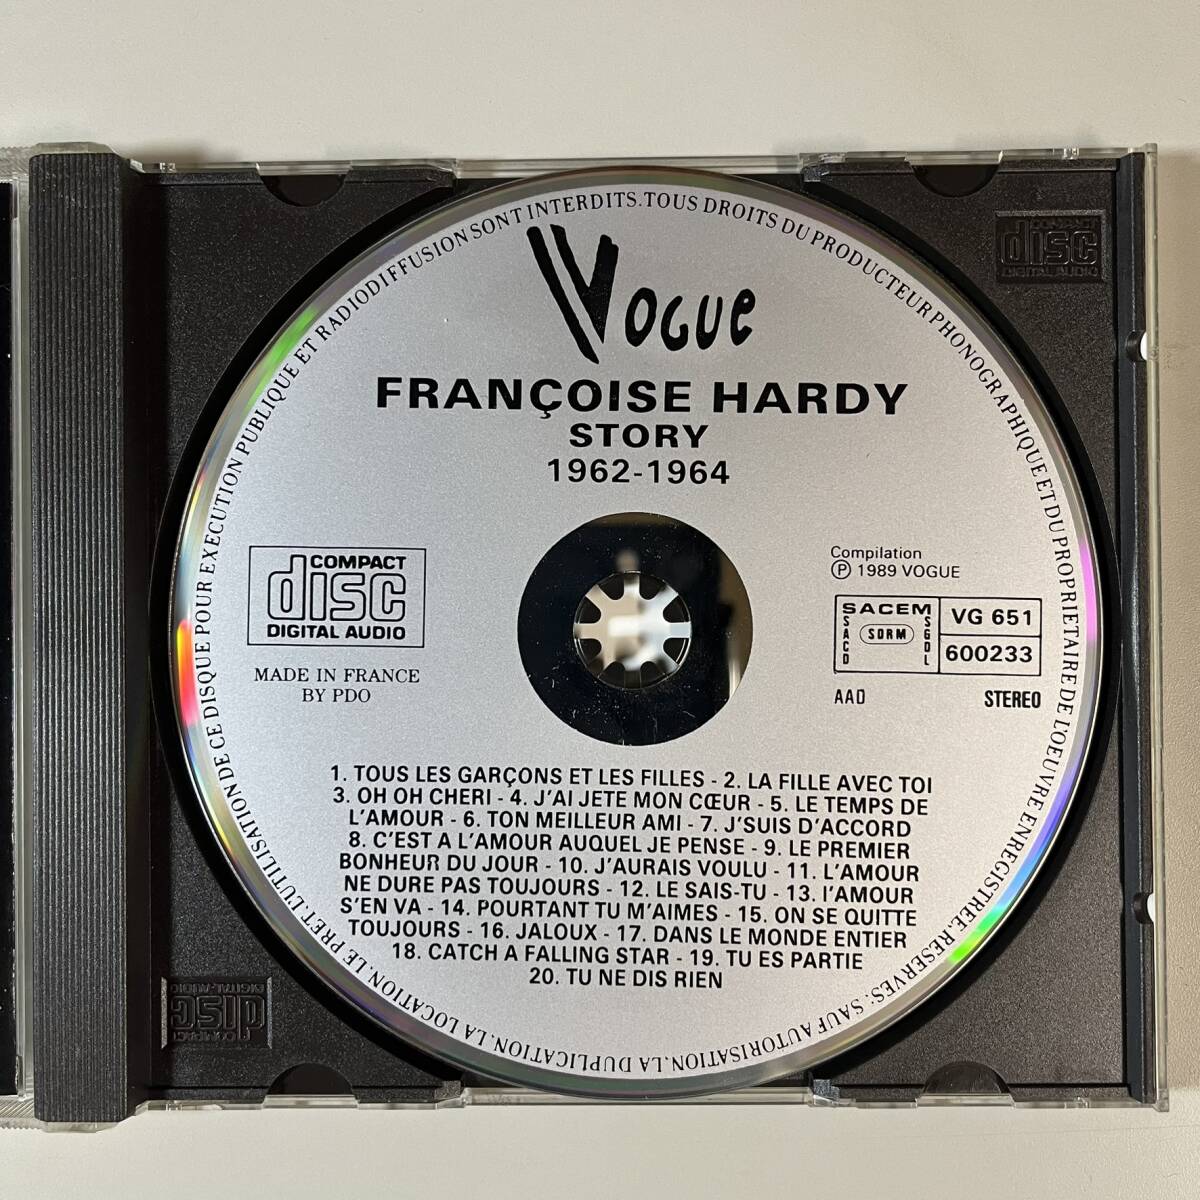 VOGUE
FRANÇOISE HARDY
STORY
1962-1964
COMPACT
disc
DIGITAL AUDIO
MADE IN FRANCE
BY PDO
Compilation
Ⓟ 1989 VOGUE
SACEM
SACD
SDRM
SGDL
VG 651
600233
AAD
STEREO
1. TOUS LES GARÇONS ET LES FILLES - 2. LA FILLE AVEC TOI
3. OH OH CHERI - 4. J'AI JETE MON CŒUR - 5. LE TEMPS DE
L'AMOUR - 6. TON MEILLEUR AMI - 7. J'SUIS D'ACCORD
8. C'EST A L'AMOUR AUQUEL JE PENSE - 9. LE PREMIER
BONHEUR DU JOUR - 10. J'AURAIS VOULU - 11. L'AMOUR
NE DURE PAS TOUJOURS - 12. LE SAIS-TU - 13. l'AMOUR
S'EN VA - 14. POURTANT TU M'AIMES - 15. ON SE QUITTE
TOUJOURS - 16. JALOUX - 17. DANS LE MONDE ENTIER
18. CATCH A FALLING STAR - 19. TU ES PARTIE
20. TU NE DIS RIEN
TOUS DROITS DU PRODUCTEUR PHONOGRAPHIQUE ET DU PROPRIETAIRE DE L'OEUVRE ENREGISTREE RESERVES: SAUF AUTORISATION. LA DUPLICATION. LA LOCATION. LE PRET L'UTILISATION DE CE DISQUE POUR EXECUTION PUBLIQUE ET RADIODIFFUSION SONT INTERDITS.
COMPACT
disc
DIGITAL AUDIO
COMPACT
disc
DIGITAL AUDIO